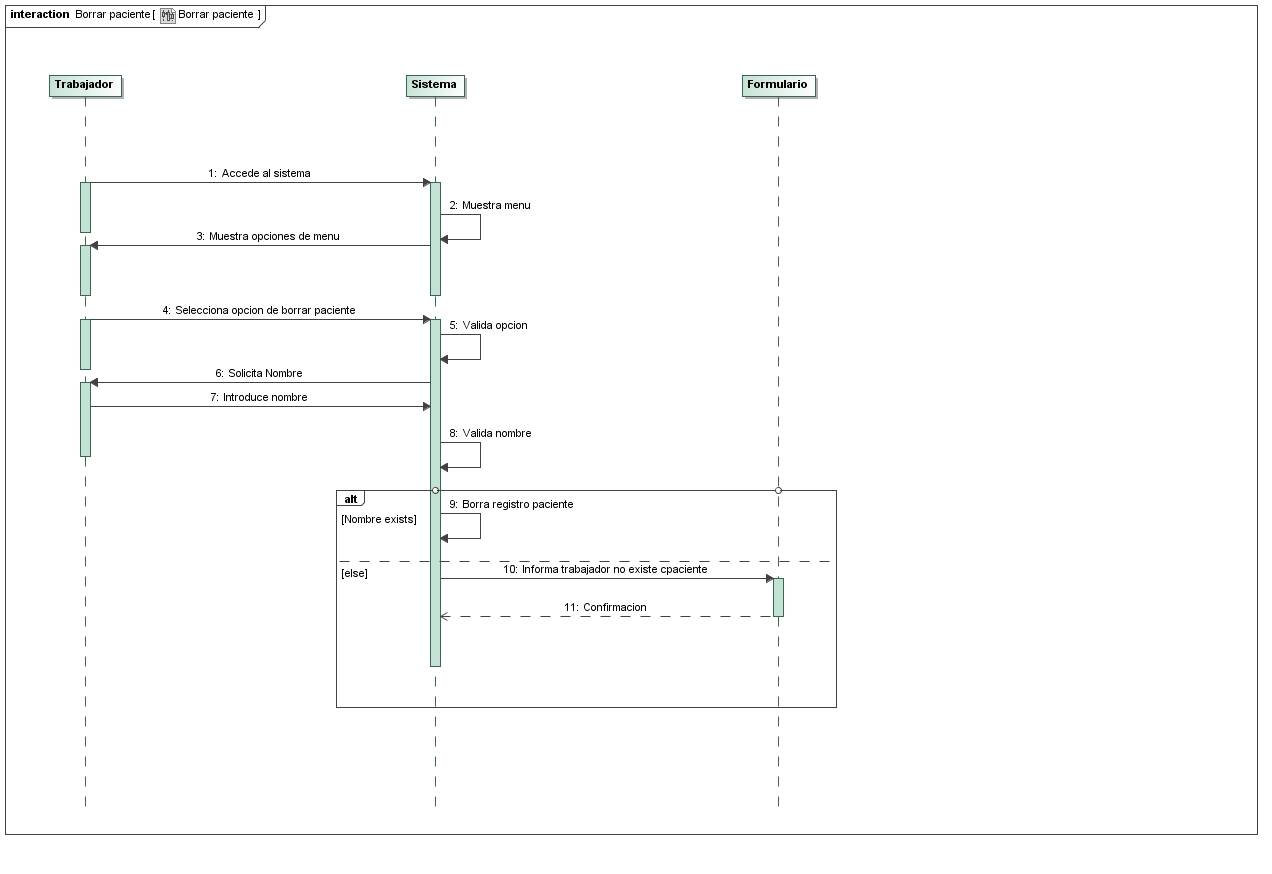 interaction Borrar paciente[ Borrar paciente ]
Trabajador
Sistema
Formulario
1: Accede al sistema
2: Muestra menu
3: Muestra opciones de menu
4: Selecciona opcion de borrar paciente
5: Valida opcion
6: Solicita Nombre
7: Introduce nombre
8: Valida nombre
alt
9: Borra registro paciente
[Nombre exists]
10: Informa trabajador no existe cpaciente
[else]
11: Confirmacion